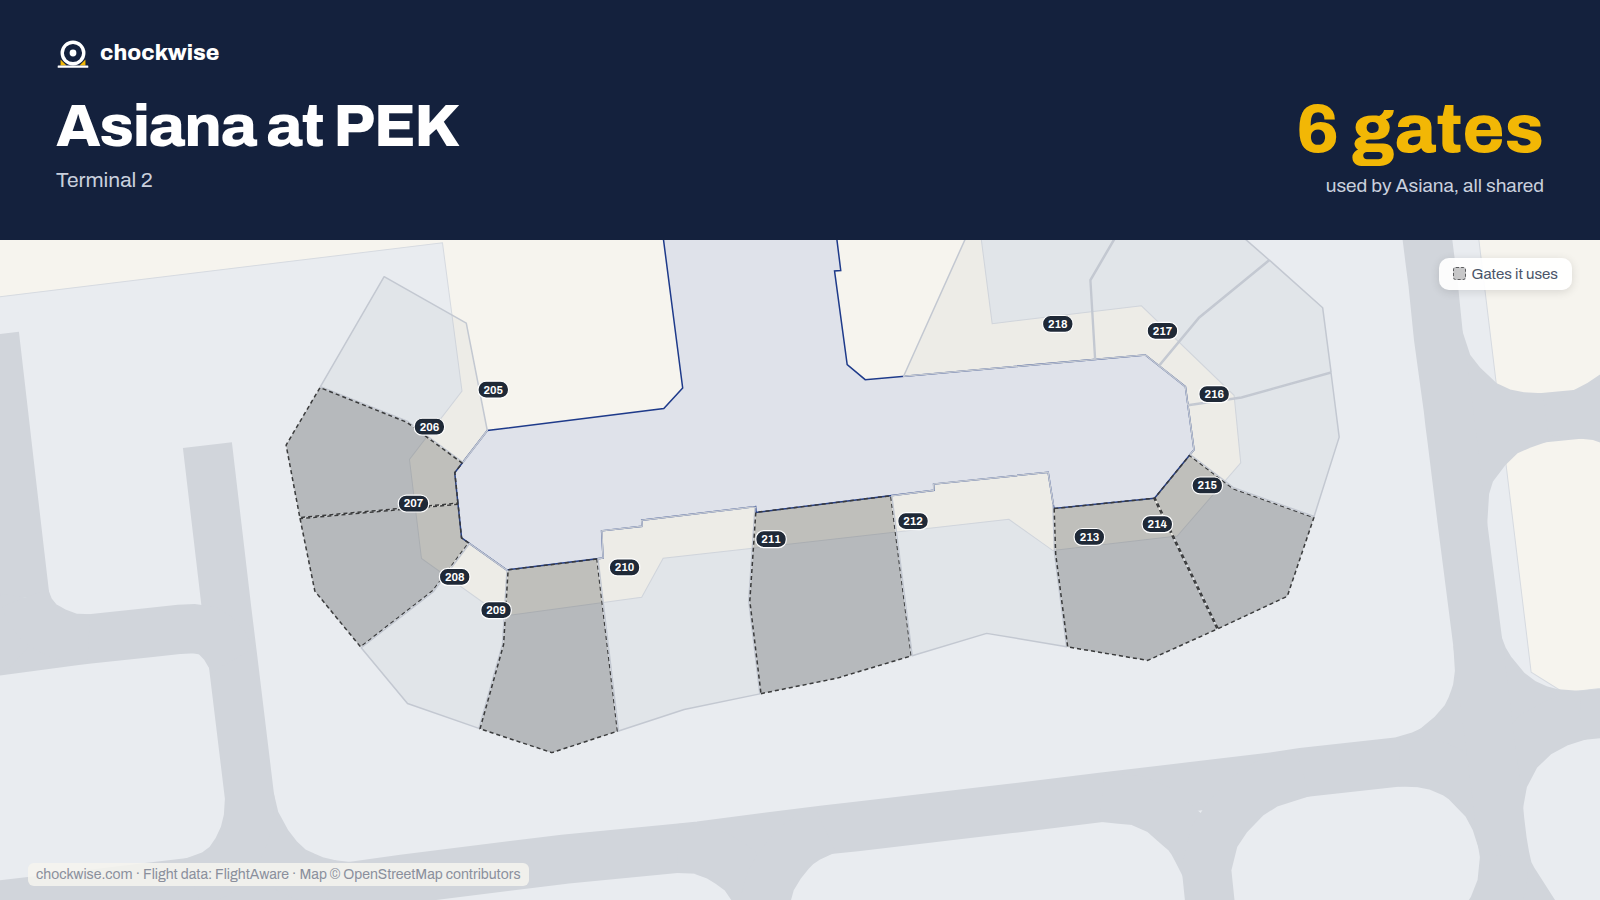 chockwise
Asiana at PEK
Terminal 2
6 gates
used by Asiana, all shared
Gates it uses
218
217
205
216
206
215
207
212
214
213
211
210
208
209
chockwise.com · Flight data: FlightAware · Map © OpenStreetMap contributors